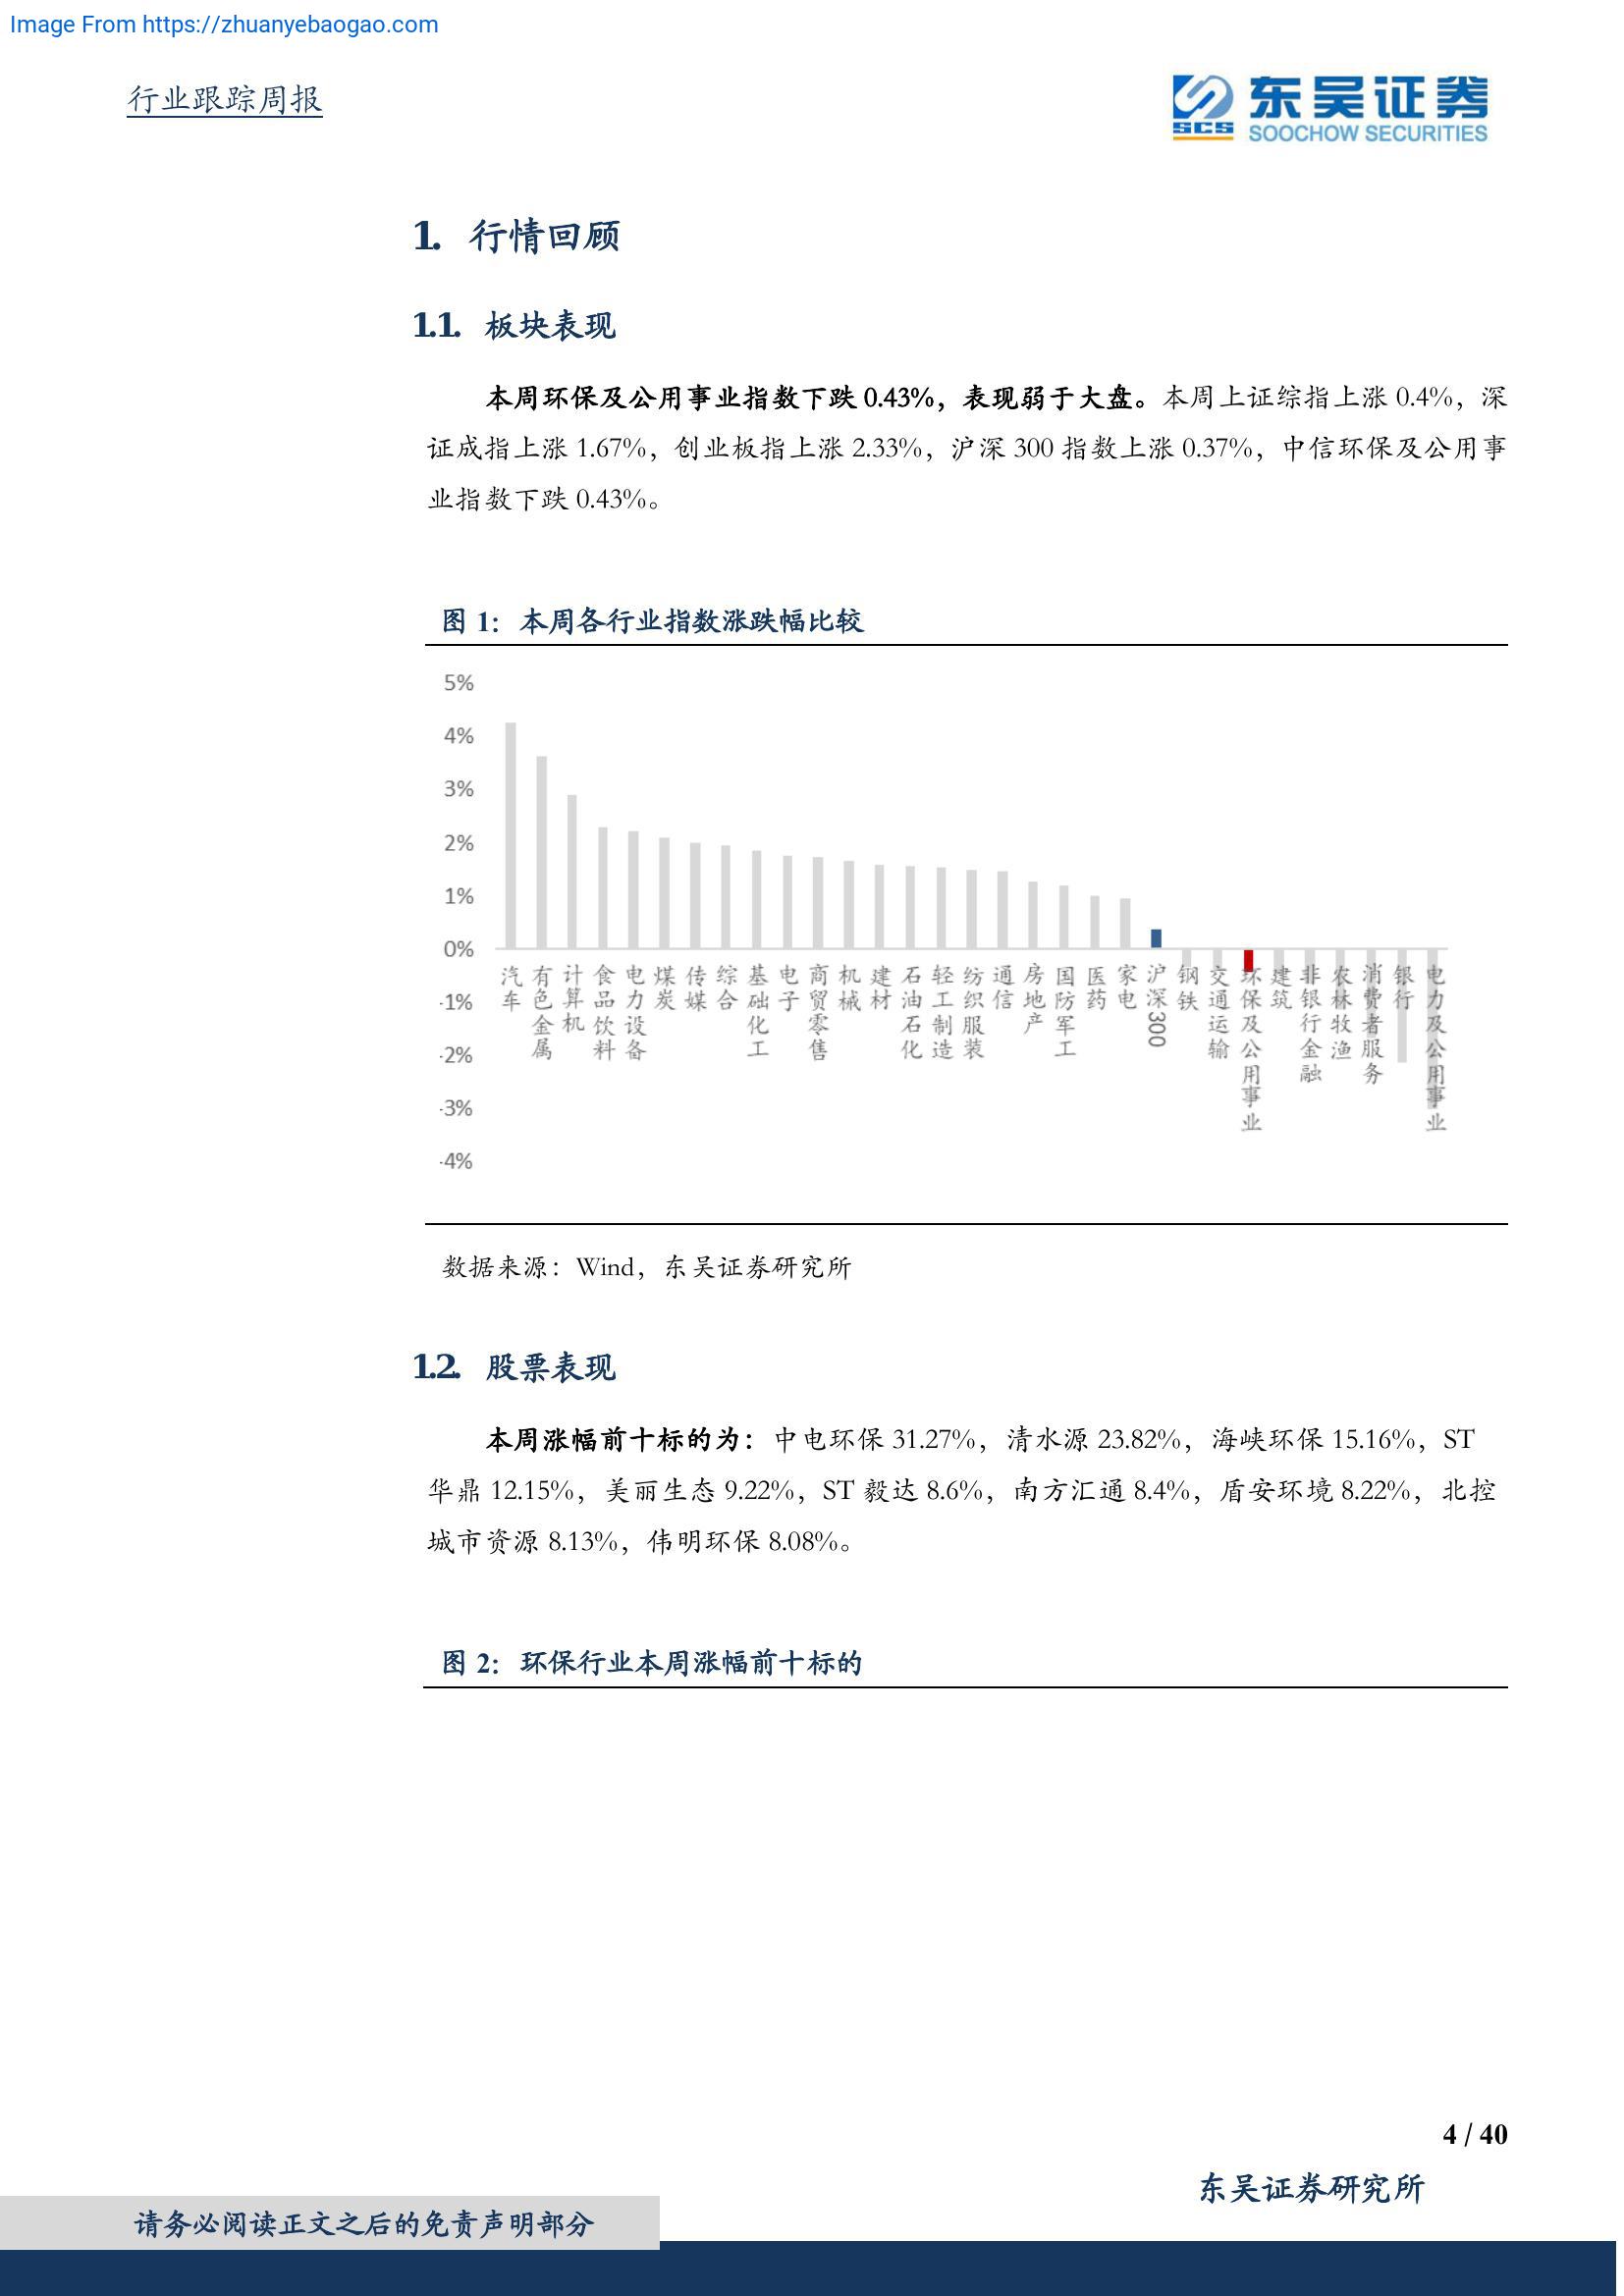 Image From https://zhuanyebaogao.com
行业跟踪周报
SCS
东吴证券
SOOCHOW SECURITIES
1. 行情回顾
1.1. 板块表现
本周环保及公用事业指数下跌 0.43%，表现弱于大盘。本周上证综指上涨 0.4%，深
证成指上涨 1.67%，创业板指上涨 2.33%，沪深 300 指数上涨 0.37%，中信环保及公用事
业指数下跌 0.43%。
图 1：本周各行业指数涨跌幅比较
5%
4%
3%
2%
1%
0%
-1%
-2%
-3%
-4%
汽车
有色金属
计算机
食品饮料
电力设备
煤炭
传媒
综合
基础化工
电子
商贸零售
机械
建材
石油石化
轻工制造
纺织服装
通信
房地产
国防军工
医药
家电
沪深300
钢铁
交通运输
环保及公用事业
建筑
非银行金融
农林牧渔
消费者服务
银行
电力及公用事业
数据来源：Wind，东吴证券研究所
1.2. 股票表现
本周涨幅前十标的为：中电环保 31.27%，清水源 23.82%，海峡环保 15.16%，ST
华鼎 12.15%，美丽生态 9.22%，ST 毅达 8.6%，南方汇通 8.4%，盾安环境 8.22%，北控
城市资源 8.13%，伟明环保 8.08%。
图 2：环保行业本周涨幅前十标的
4 / 40
东吴证券研究所
请务必阅读正文之后的免责声明部分